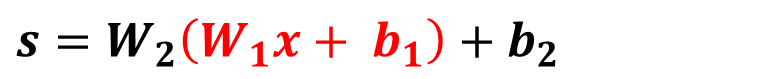 s = W₂(W₁x + b₁) + b₂